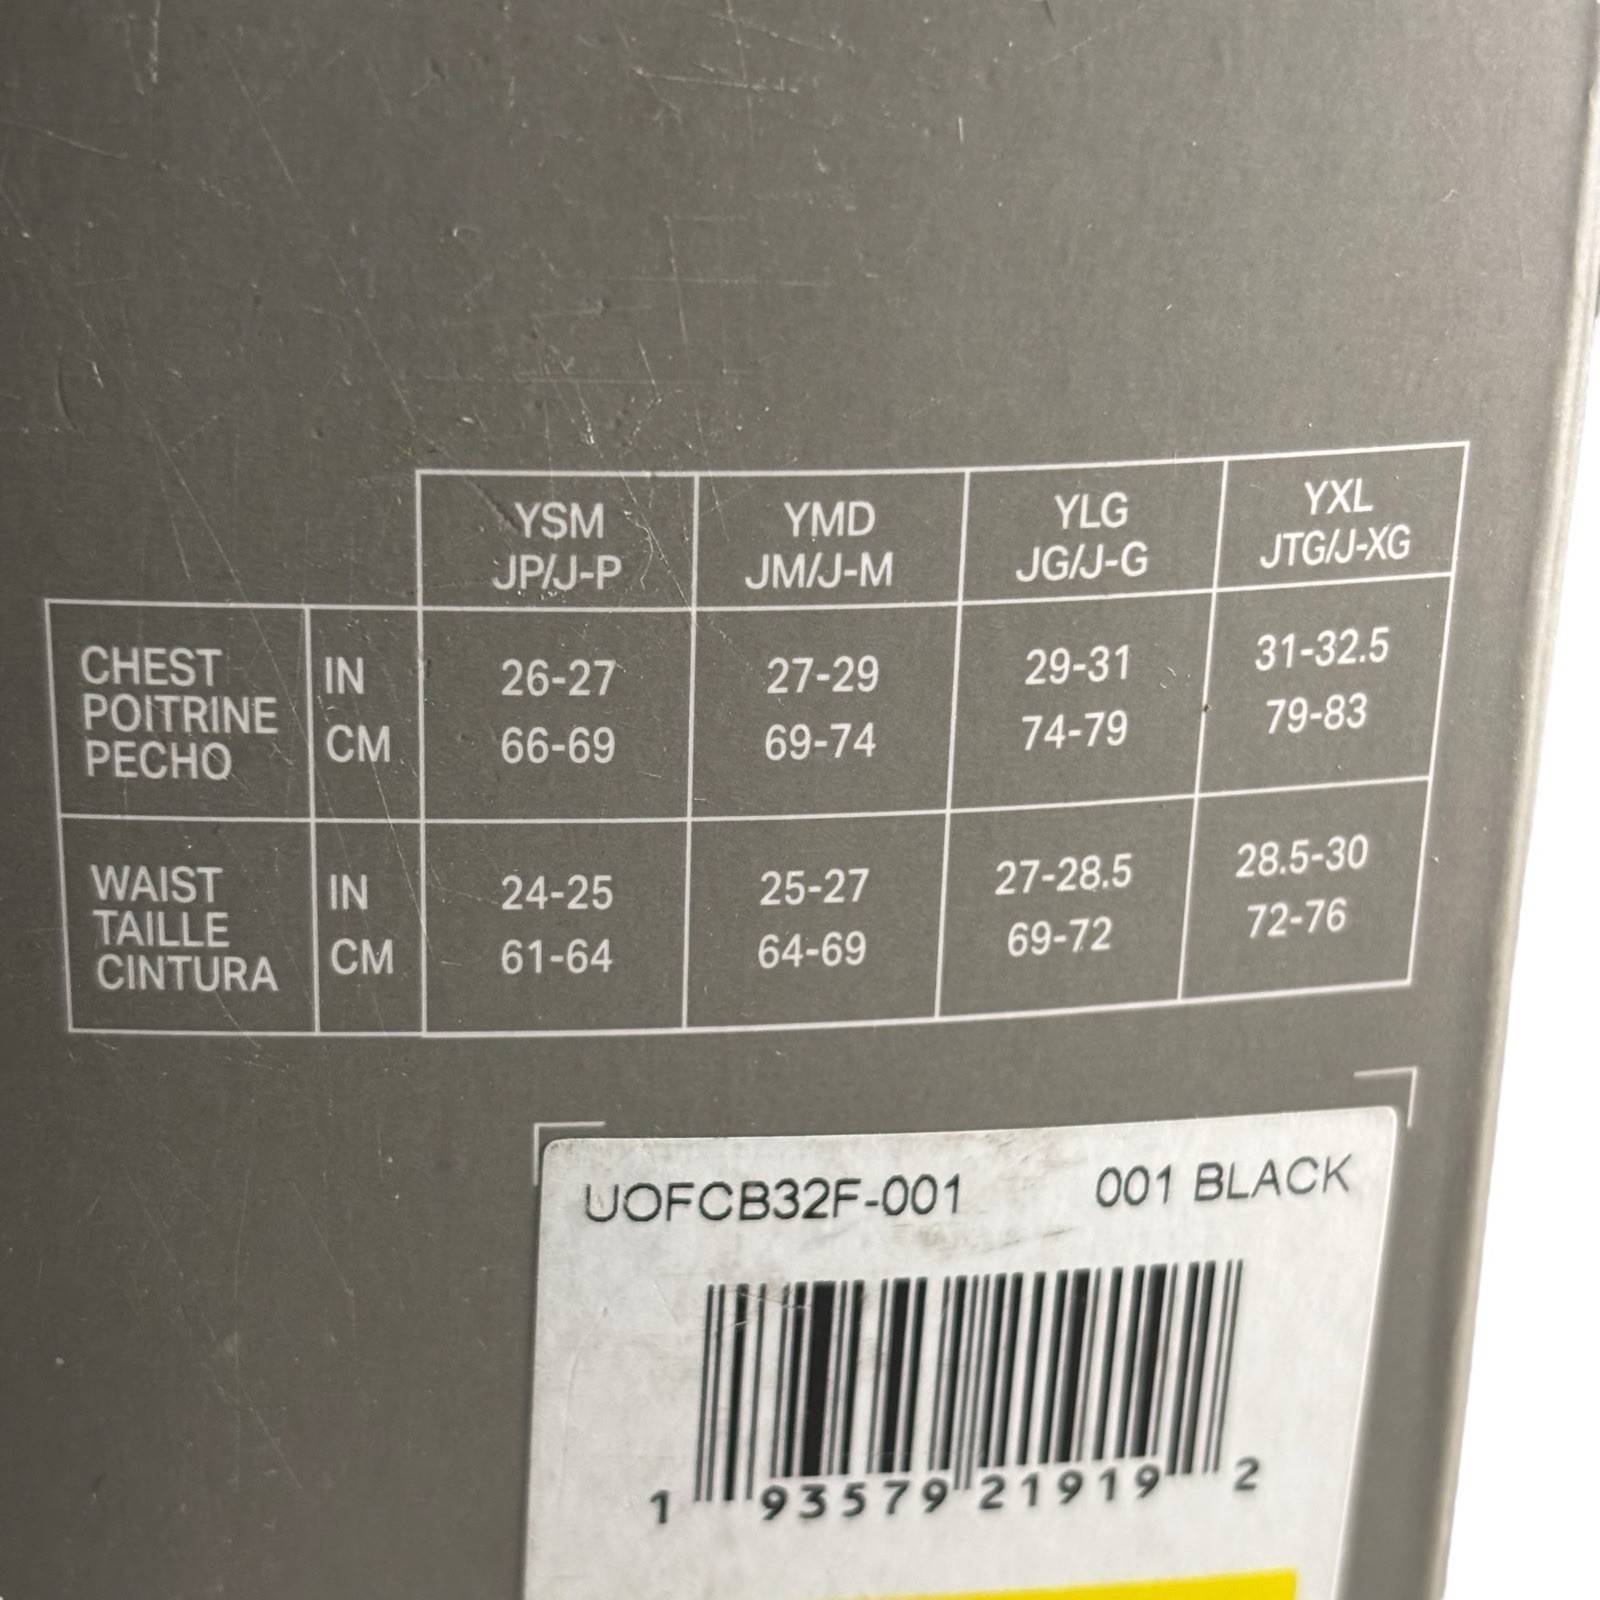 YSM YMD YLG YXL
JP/J-P JM/J-M JG/J-G JTG/J-XG
CHEST IN 26-27 27-29 29-31 31-32.5
POITRINE
PECHO CM 66-69 69-74 74-79 79-83
WAIST IN 24-25 25-27 27-28.5 28.5-30
TAILLE
CINTURA CM 61-64 64-69 69-72 72-76
UOFCB32F-001 001 BLACK
1 93579 21919 2